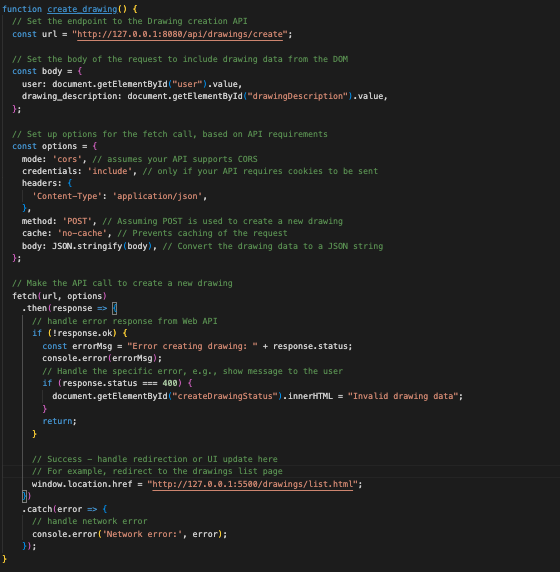 function create_drawing() {
  // Set the endpoint to the Drawing creation API
  const url = "http://127.0.0.1:8080/api/drawings/create";

  // Set the body of the request to include drawing data from the DOM
  const body = {
    user: document.getElementById("user").value,
    drawing_description: document.getElementById("drawingDescription").value,
  };

  // Set up options for the fetch call, based on API requirements
  const options = {
    mode: 'cors', // assumes your API supports CORS
    credentials: 'include', // only if your API requires cookies to be sent
    headers: {
      'Content-Type': 'application/json',
    },
    method: 'POST', // Assuming POST is used to create a new drawing
    cache: 'no-cache', // Prevents caching of the request
    body: JSON.stringify(body), // Convert the drawing data to a JSON string
  };

  // Make the API call to create a new drawing
  fetch(url, options)
    .then(response => {
      // handle error response from Web API
      if (!response.ok) {
        const errorMsg = "Error creating drawing: " + response.status;
        console.error(errorMsg);
        // Handle the specific error, e.g., show message to the user
        if (response.status === 400) {
          document.getElementById("createDrawingStatus").innerHTML = "Invalid drawing data";
        }
        return;
      }

      // Success – handle redirection or UI update here
      // For example, redirect to the drawings list page
      window.location.href = "http://127.0.0.1:5500/drawings/list.html";
    })
    .catch(error => {
      // handle network error
      console.error('Network error:', error);
    });
}